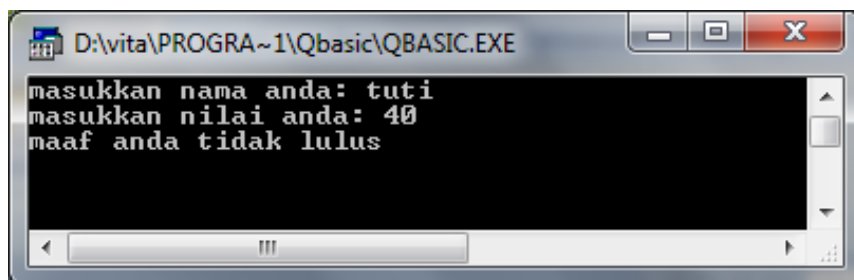 D:\vita\PROGRA~1\Qbasic\QBASIC.EXE
masukkan nama anda: tuti
masukkan nilai anda: 40
maaf anda tidak lulus